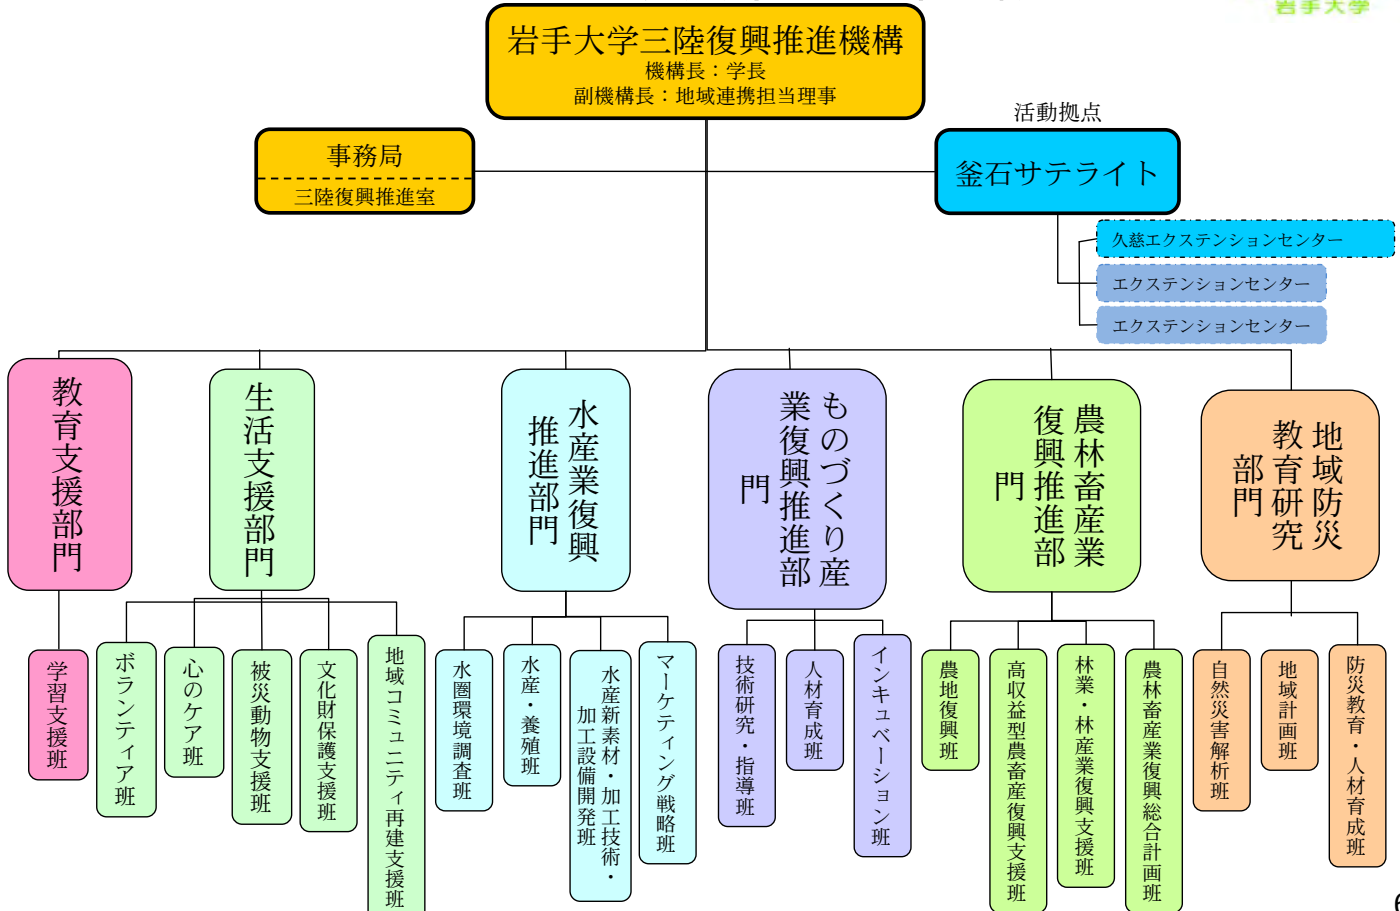 岩手大学
岩手大学三陸復興推進機構
機構長：学長
副機構長：地域連携担当理事
事務局
三陸復興推進室
活動拠点
釜石サテライト
久慈エクステンションセンター
エクステンションセンター
エクステンションセンター
教育支援部門
生活支援部門
水産業復興
推進部門
ものづくり産
業復興推進部
門
農林畜産業
復興推進部
門
地域防災
教育研究
部門
学習支援班
ボランティア班
心のケア班
被災動物支援班
文化財保護支援班
地域コミュニティ再建支援班
水圏環境調査班
水産・養殖班
水産新素材・加工技術・
加工設備開発班
マーケティング戦略班
技術研究・指導班
人材育成班
インキュベーション班
農地復興班
高収益型農畜産復興支援班
林業・林産業復興支援班
農林畜産業復興総合計画班
自然災害解析班
地域計画班
防災教育・人材育成班